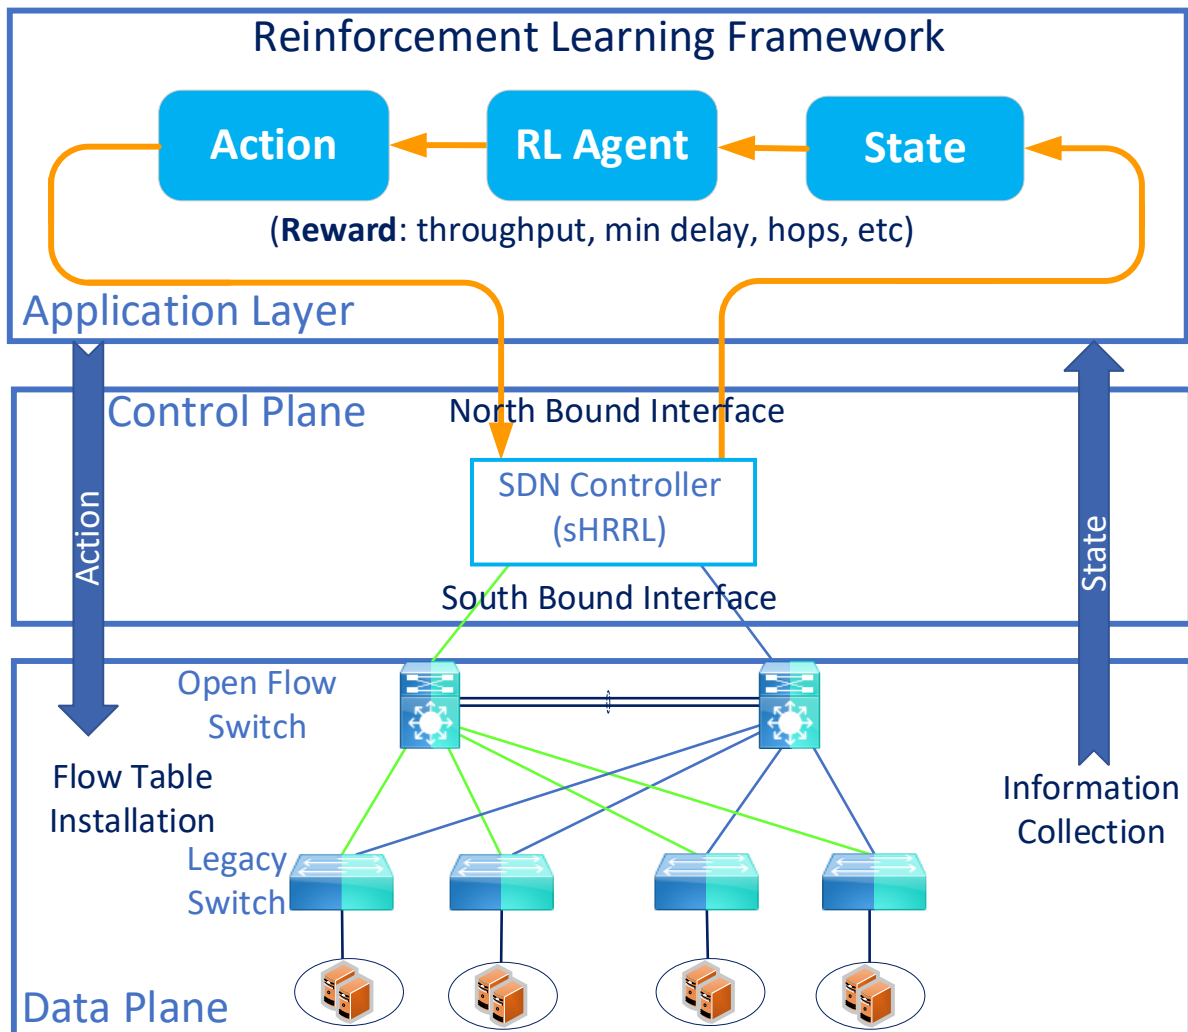 Reinforcement Learning Framework
Action
RL Agent
State
(Reward: throughput, min delay, hops, etc)
Application Layer
Control Plane
North Bound Interface
SDN Controller
(sHRRL)
Action
State
South Bound Interface
Open Flow
Switch
Flow Table
Installation
Information
Collection
Legacy
Switch
Data Plane